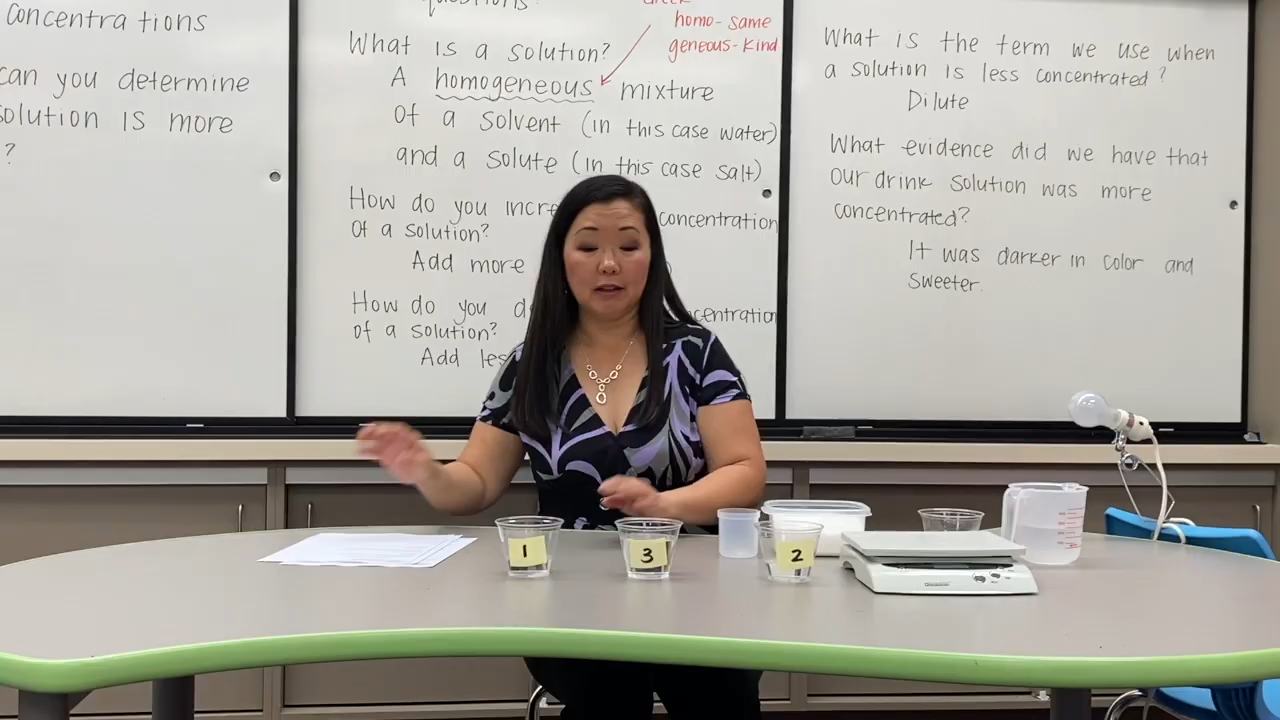 Concentrations
can you determine
solution is more
?
questions?
homo- same
geneous- kind
What is a solution?
A homogeneous mixture
of a solvent (in this case water)
and a solute (in this case salt)
How do you concentration
of a solution?
Add more
How do you
of a solution?
Add
What is the term we use when
a solution is less concentrated?
Dilute
What evidence did we have that
our drink solution was more
concentrated?
It was darker in color and
sweeter.
1
3
2